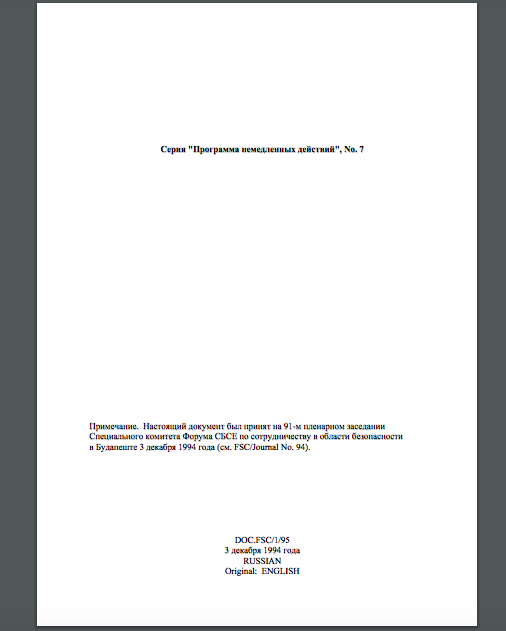 Серия "Программа немедленных действий", No. 7
Примечание. Настоящий документ был принят на 91-м пленарном заседании
Специального комитета Форума СБСЕ по сотрудничеству в области безопасности
в Будапеште 3 декабря 1994 года (см. FSC/Journal No. 94).
DOC.FSC/1/95
3 декабря 1994 года
RUSSIAN
Original: ENGLISH